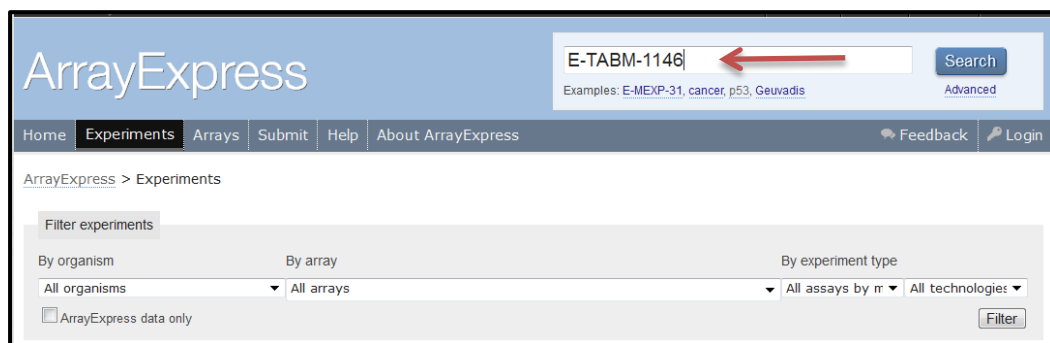 ArrayExpress
E-TABM-1146
Search
Examples: E-MEXP-31, cancer, p53, Geuvadis
Advanced
Home Experiments Arrays Submit Help About ArrayExpress Feedback Login
ArrayExpress > Experiments
Filter experiments
By organism By array By experiment type
All organisms All arrays All assays by m All technologies
ArrayExpress data only Filter